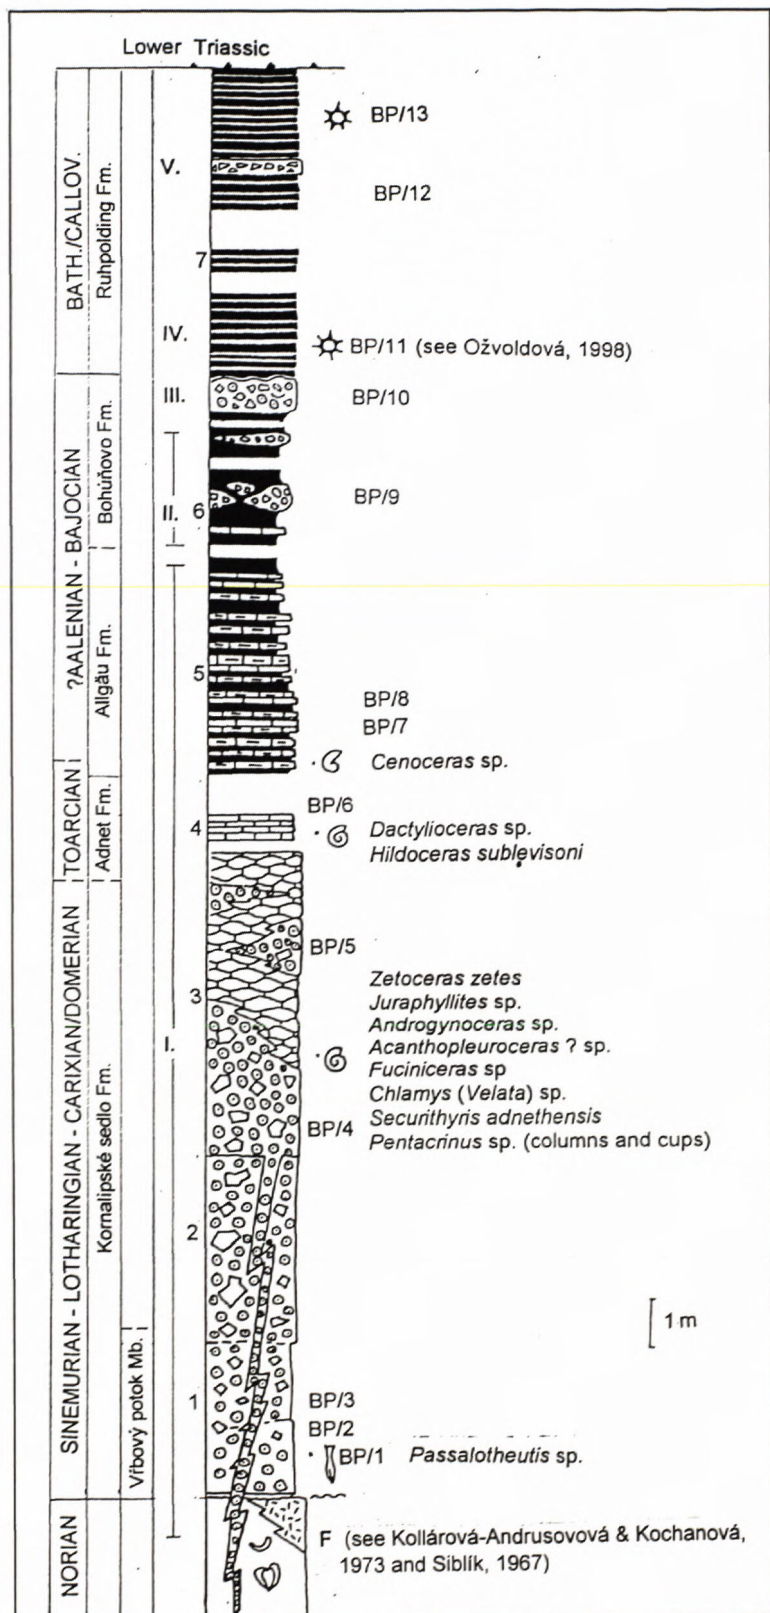 Lower Triassic
BATH./CALLOV.
Ruhpolding Fm.
V.
BP/13
BP/12
7
IV.
BP/11 (see Ožvoldová, 1998)
?AALENIAN - BAJOCIAN
Bohúňovo Fm.
III.
BP/10
II.
6
BP/9
Allgäu Fm.
5
BP/8
BP/7
Cenoceras sp.
TOARCIAN
Adnet Fm.
BP/6
4
Dactylioceras sp.
Hildoceras sublevisoni
SINEMURIAN - LOTHARINGIAN - CARIXIAN/DOMERIAN
Kornalipské sedlo Fm.
I.
BP/5
3
Zetoceras zetes
Juraphyllites sp.
Androgynoceras sp.
Acanthopleuroceras ? sp.
Fuciniceras sp
Chlamys (Velata) sp.
Securithyris adnethensis
BP/4
Pentacrinus sp. (columns and cups)
2
1 m
Vŕbový potok Mb.
1
BP/3
BP/2
BP/1 Passalotheutis sp.
NORIAN
F (see Kollárová-Andrusovová & Kochanová,
1973 and Siblík, 1967)